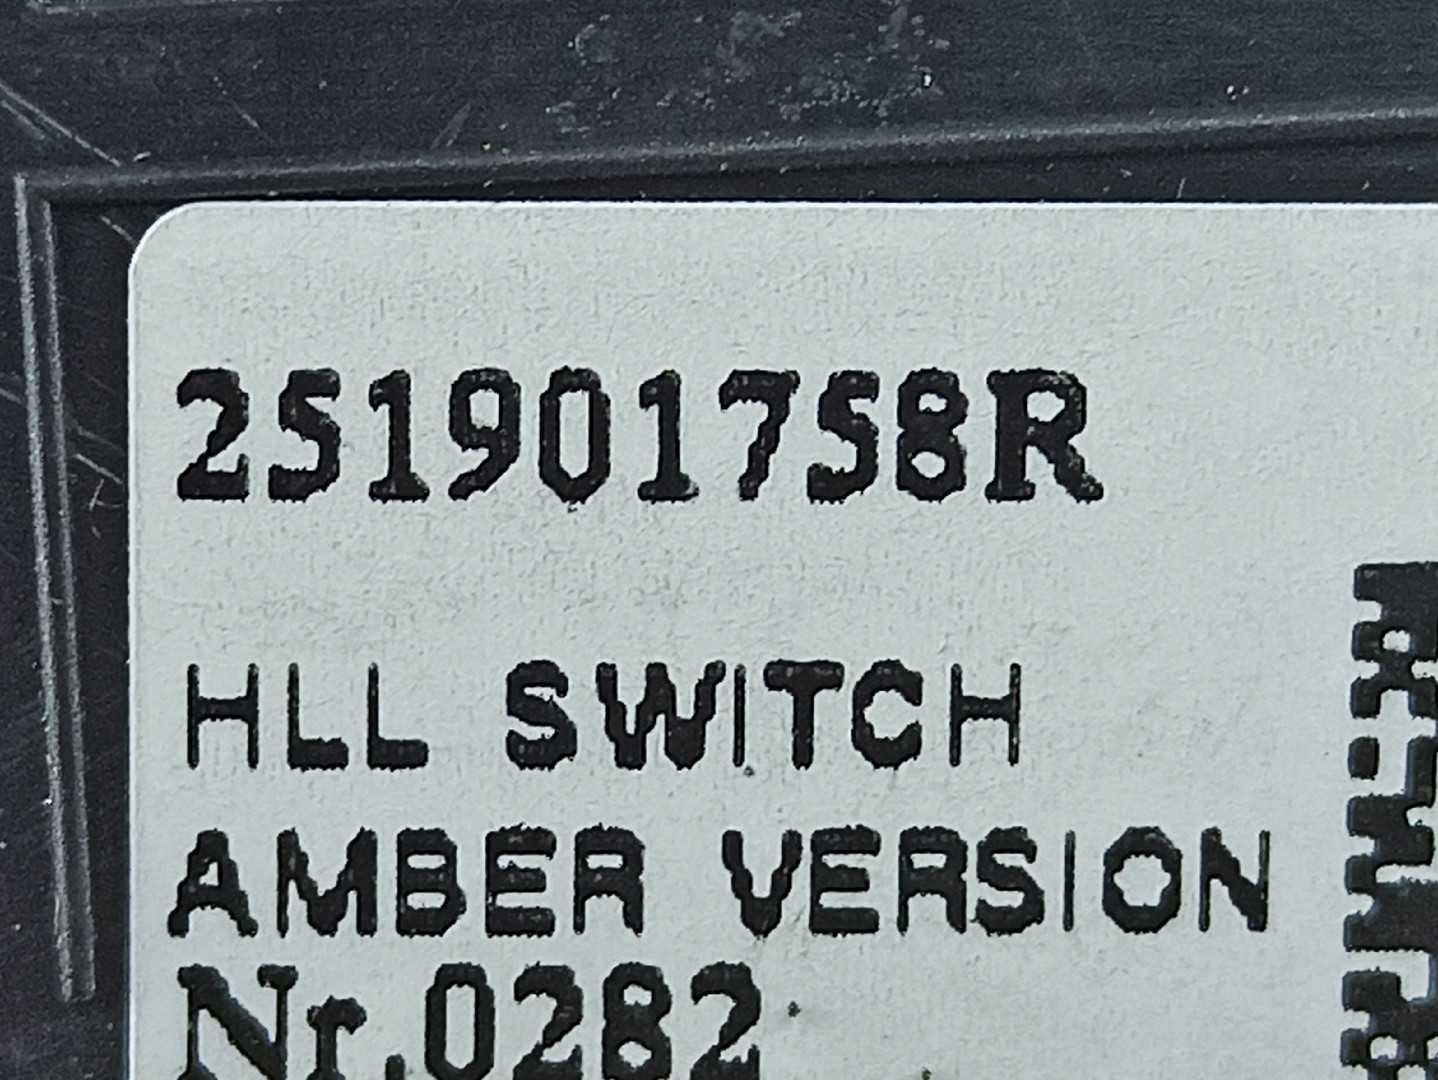 251901758R
HLL SWITCH
AMBER VERSION
Nr.0282